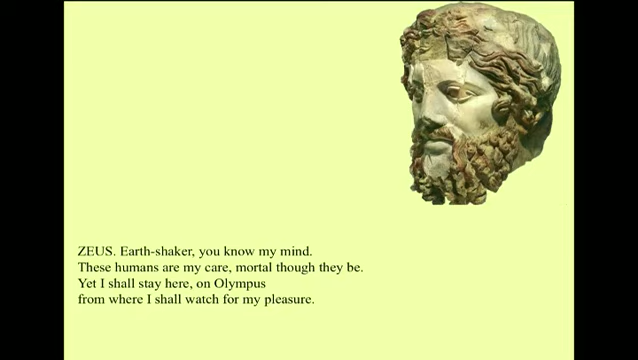 ZEUS. Earth-shaker, you know my mind.
These humans are my care, mortal though they be.
Yet I shall stay here, on Olympus
from where I shall watch for my pleasure.